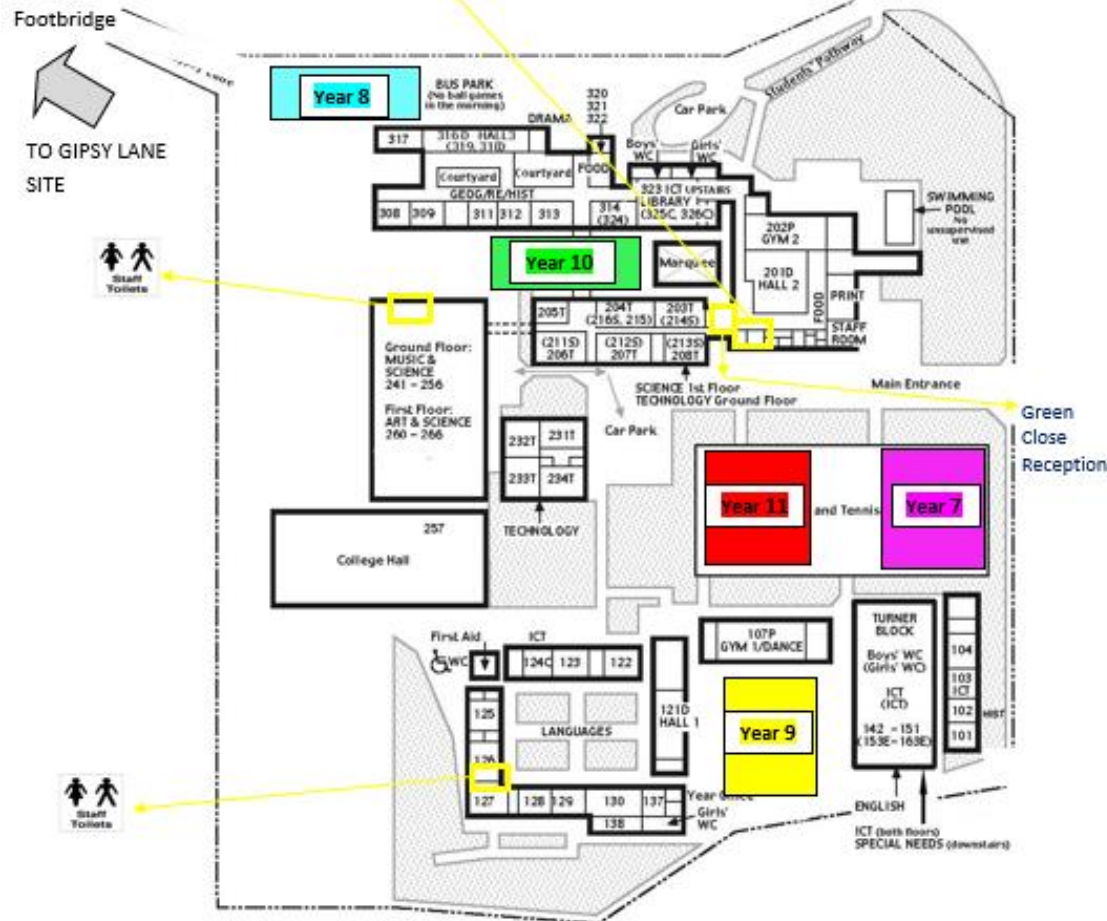 Footbridge
TO GIPSY LANE
SITE
Year 8
BUS PARK
(No ball games
in the morning)
DRAMA
320
321
322
Car Park
Students' Pathway
317
316D HALL3
(319, 310)
Courtyard
Courtyard
FOOD
Boys'
WC
Girls'
WC
GEOG/RE/HIST
308
309
311
312
313
314
(324)
323 ICT UPSTAIRS
LIBRARY
(325C, 326C)
202P
GYM 2
SWIMMING
POOL
No
unsupervised
use
Staff
Toilets
Year 10
Marquee
201D
HALL 2
FOOD
PRINT
STAFF
ROOM
205T
204T
(216S, 215)
203T
(214S)
(211S)
206T
(212S)
207T
(213S)
208T
Ground Floor:
MUSIC &
SCIENCE
241 - 256
First Floor:
ART & SCIENCE
260 - 266
SCIENCE 1st Floor
TECHNOLOGY Ground Floor
Main Entrance
Green
Close
Reception
Car Park
232T
231T
233T
234T
TECHNOLOGY
Year 11
and Tennis
Year 7
257
College Hall
First Aid
WC
ICT
124C
123
122
107P
GYM 1/DANCE
TURNER
BLOCK
Boys' WC
(Girls' WC)
ICT
(ICT)
142 - 151
(153E-163E)
104
103
ICT
102
101
HIST
125
126
LANGUAGES
121D
HALL 1
Year 9
127
128
129
130
137
138
Year
Girls'
WC
Staff
Toilets
ENGLISH
ICT (both floors)
SPECIAL NEEDS (downstairs)